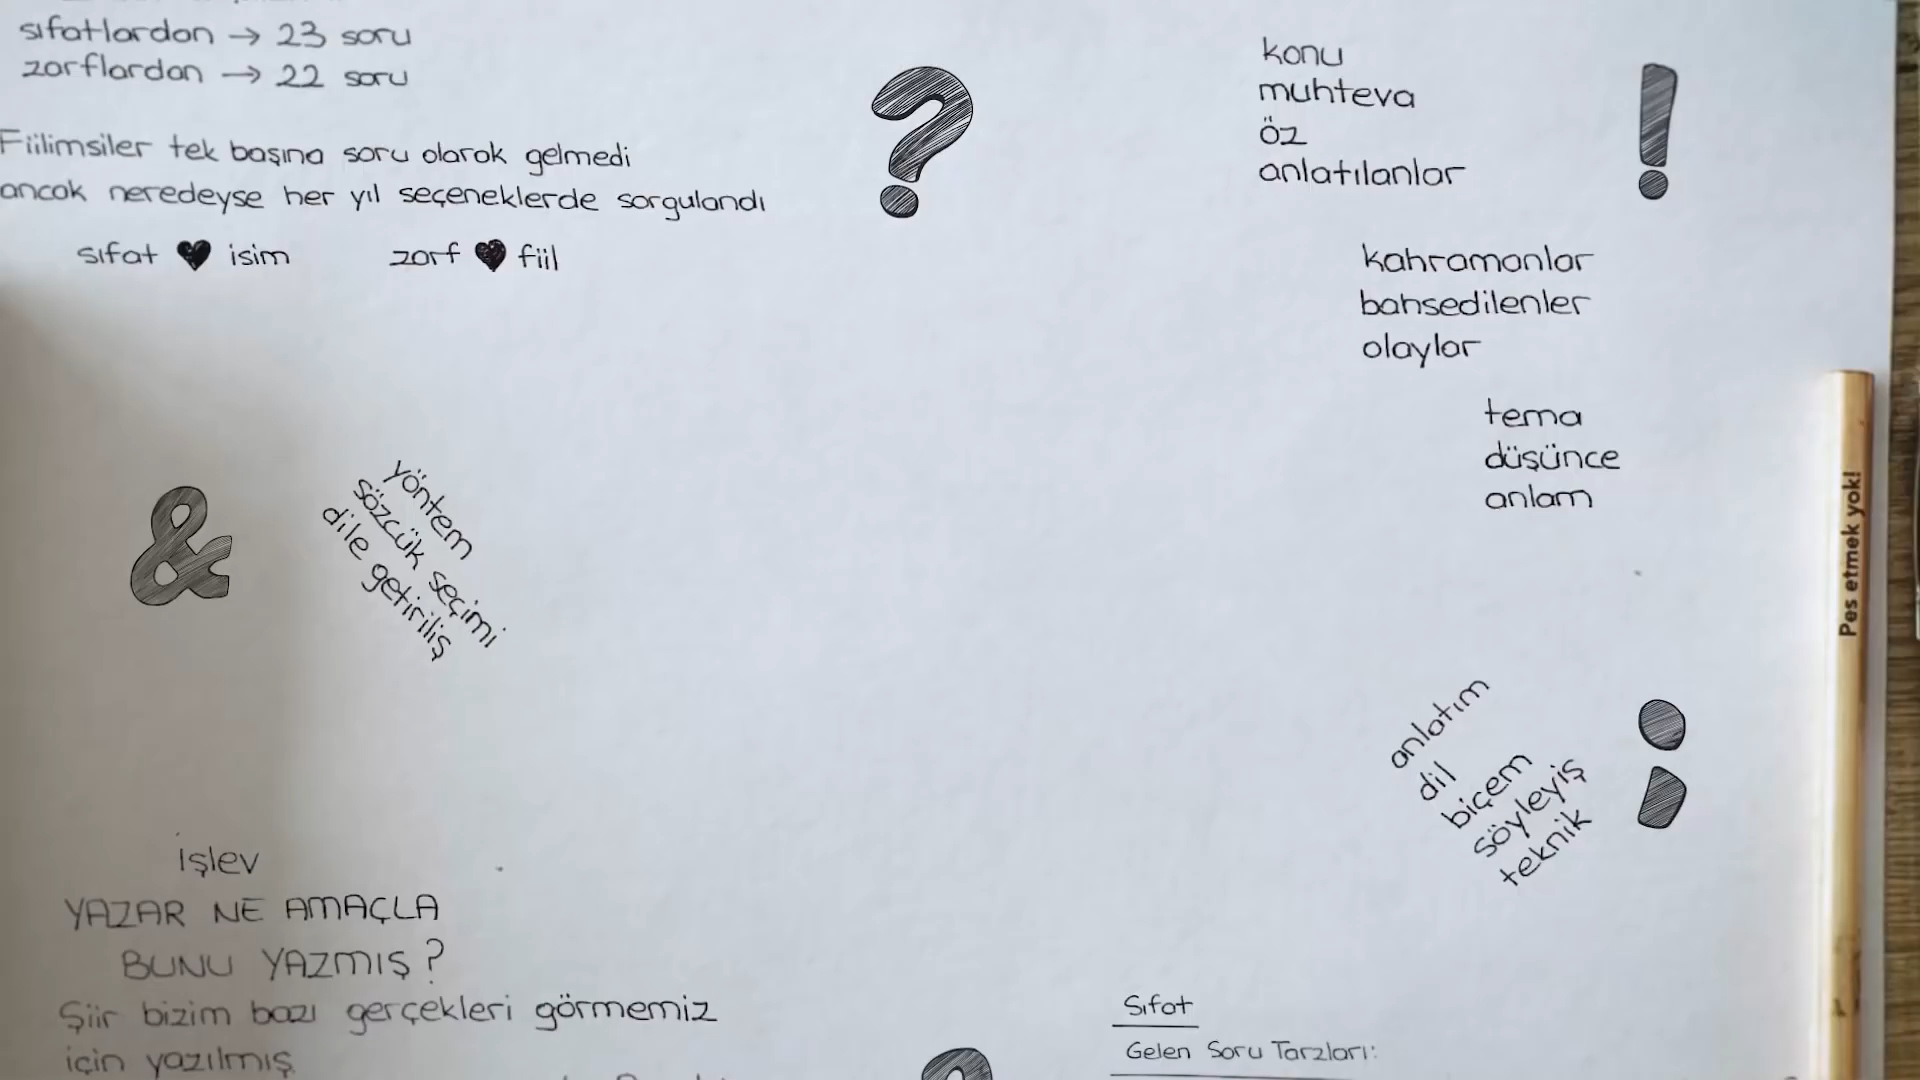 sıfatlardan → 23 soru
zarflardan → 22 soru
Fiilimsiler tek başına soru olarak gelmedi
ancak neredeyse her yıl seçeneklerde sorgulandı
sıfat ♥ isim zarf ♥ fiil
?
konu
muhteva
öz
anlatılanlar
!
kahramanlar
bahsedilenler
olaylar
tema
düşünce
anlam
&
yöntem
sözcük seçimi
dile getiriliş
Pes etmek yok!
anlatım
dil
biçem
söyleyiş
teknik
;
işlev
YAZAR NE AMAÇLA
BUNU YAZMIŞ?
Şiir bizim bazı gerçekleri görmemiz
için yazılmış
Sıfat
Gelen Soru Tarzları: